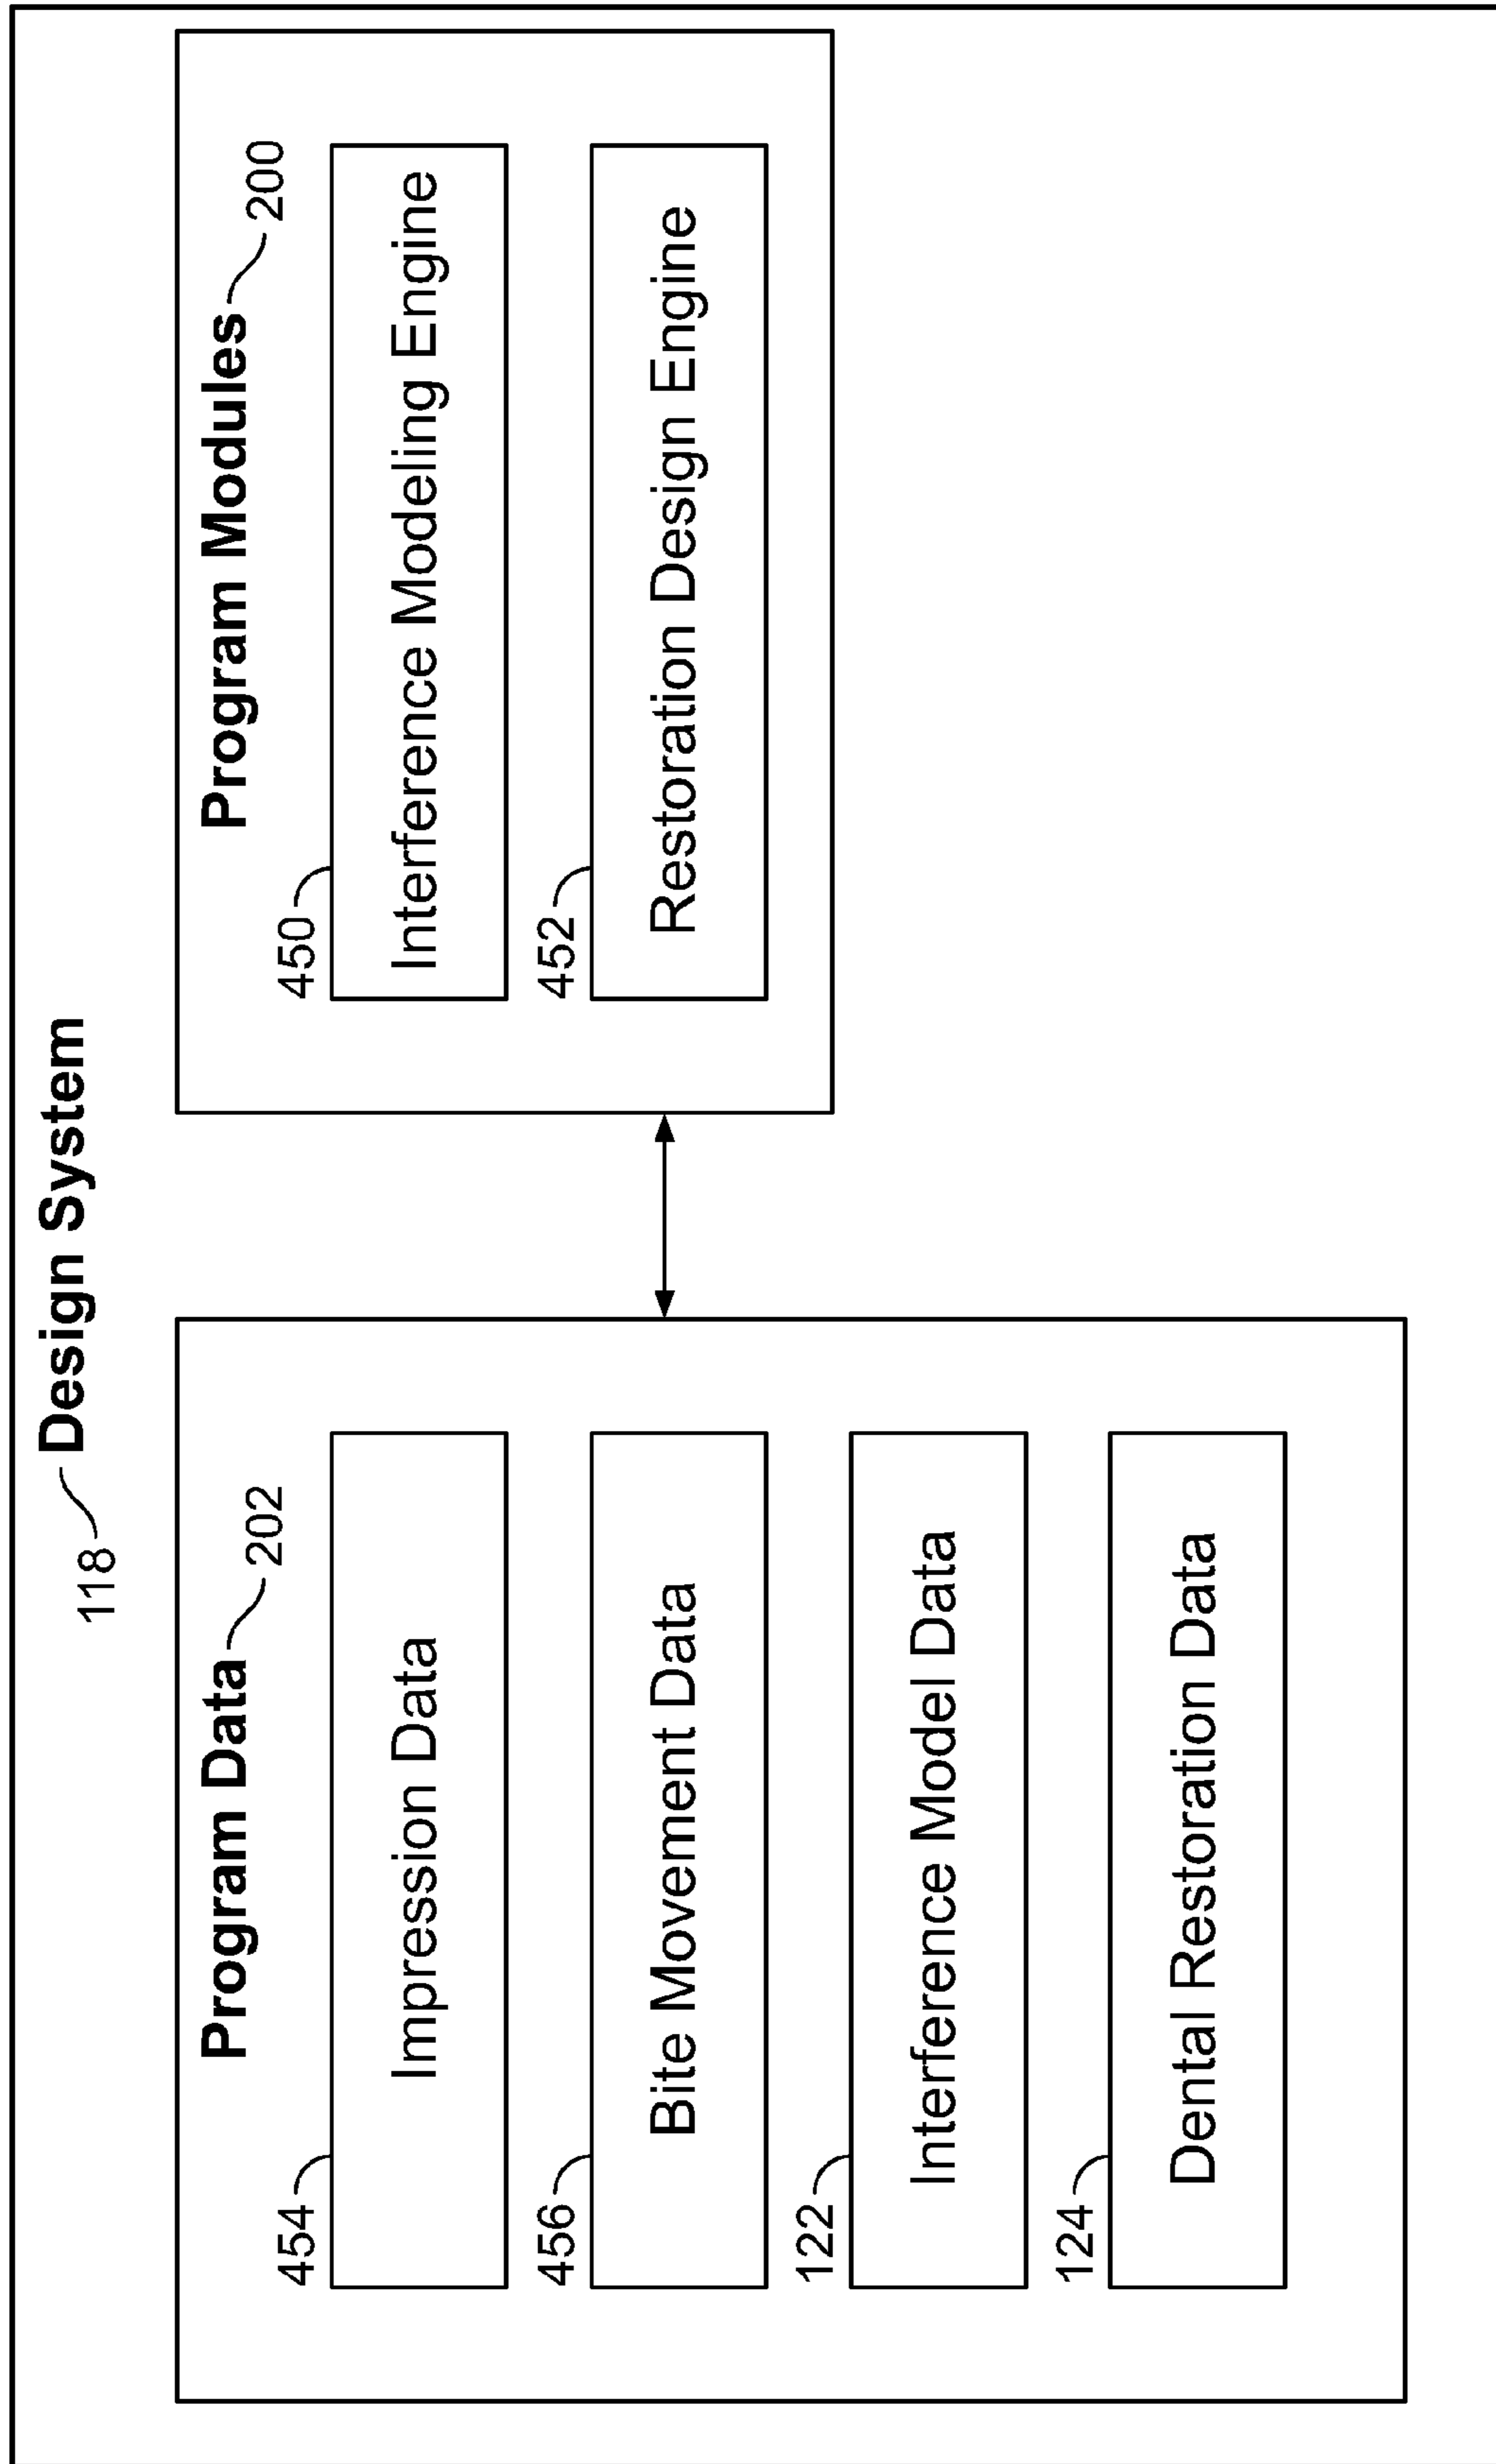 118 Design System
Program Data 202
454
Impression Data
456
Bite Movement Data
122
Interference Model Data
124
Dental Restoration Data
Program Modules 200
450
Interference Modeling Engine
452
Restoration Design Engine